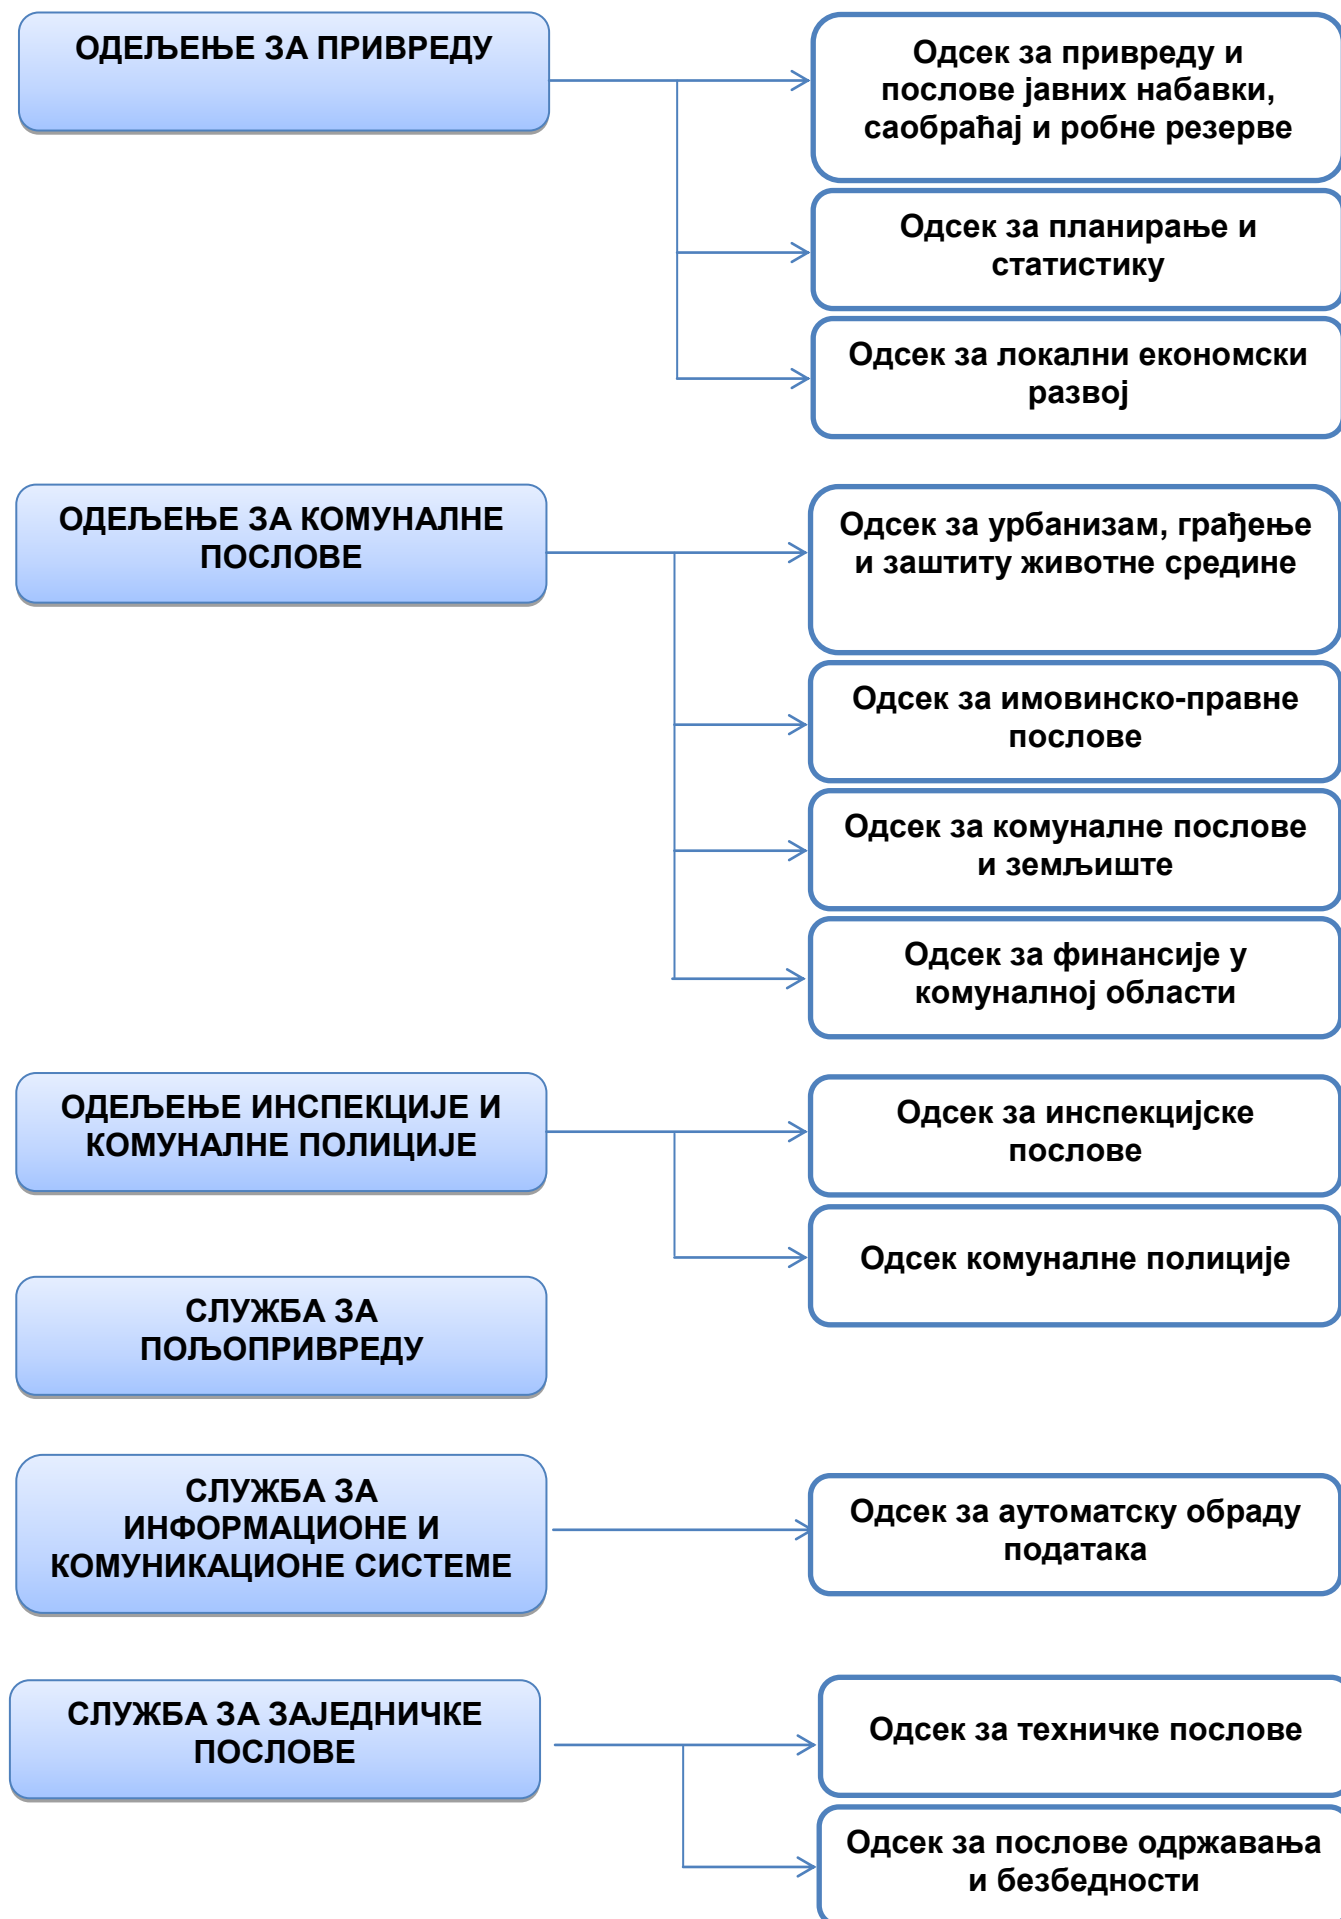 ОДЕЉЕЊЕ ЗА ПРИВРЕДУ
Одсек за привреду и
послове јавних набавки,
саобраћај и робне резерве
Одсек за планирање и
статистику
Одсек за локални економски
развој
ОДЕЉЕЊЕ ЗА КОМУНАЛНЕ
ПОСЛОВЕ
Одсек за урбанизам, грађење
и заштиту животне средине
Одсек за имовинско-правне
послове
Одсек за комуналне послове
и земљиште
Одсек за финансије у
комуналној области
ОДЕЉЕЊЕ ИНСПЕКЦИЈЕ И
КОМУНАЛНЕ ПОЛИЦИЈЕ
Одсек за инспекцијске
послове
Одсек комуналне полиције
СЛУЖБА ЗА
ПОЉОПРИВРЕДУ
СЛУЖБА ЗА
ИНФОРМАЦИОНЕ И
КОМУНИКАЦИОНЕ СИСТЕМЕ
Одсек за аутоматску обраду
података
СЛУЖБА ЗА ЗАЈЕДНИЧКЕ
ПОСЛОВЕ
Одсек за техничке послове
Одсек за послове одржавања
и безбедности